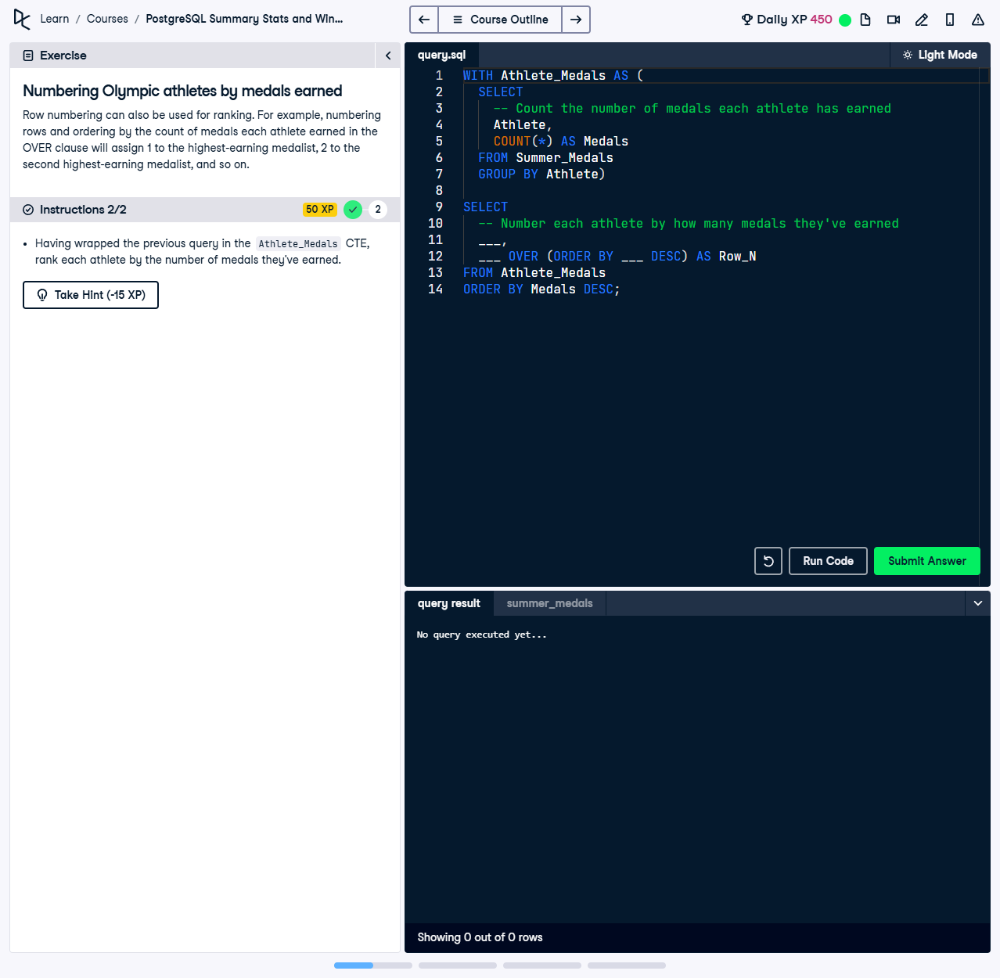 Learn / Courses / PostgreSQL Summary Stats and Win...
Course Outline
Daily XP 450
Exercise
Numbering Olympic athletes by medals earned
Row numbering can also be used for ranking. For example, numbering
rows and ordering by the count of medals each athlete earned in the
OVER clause will assign 1 to the highest-earning medalist, 2 to the
second highest-earning medalist, and so on.
Instructions 2/2
50 XP
2
• Having wrapped the previous query in the Athlete_Medals CTE,
rank each athlete by the number of medals they've earned.
Take Hint (-15 XP)
query.sql
Light Mode
1 WITH Athlete_Medals AS (
2   SELECT
3     -- Count the number of medals each athlete has earned
4     Athlete,
5     COUNT(*) AS Medals
6   FROM Summer_Medals
7   GROUP BY Athlete)
8
9 SELECT
10   -- Number each athlete by how many medals they've earned
11   ___,
12   ___ OVER (ORDER BY ___ DESC) AS Row_N
13 FROM Athlete_Medals
14 ORDER BY Medals DESC;
Run Code
Submit Answer
query result
summer_medals
No query executed yet...
Showing 0 out of 0 rows